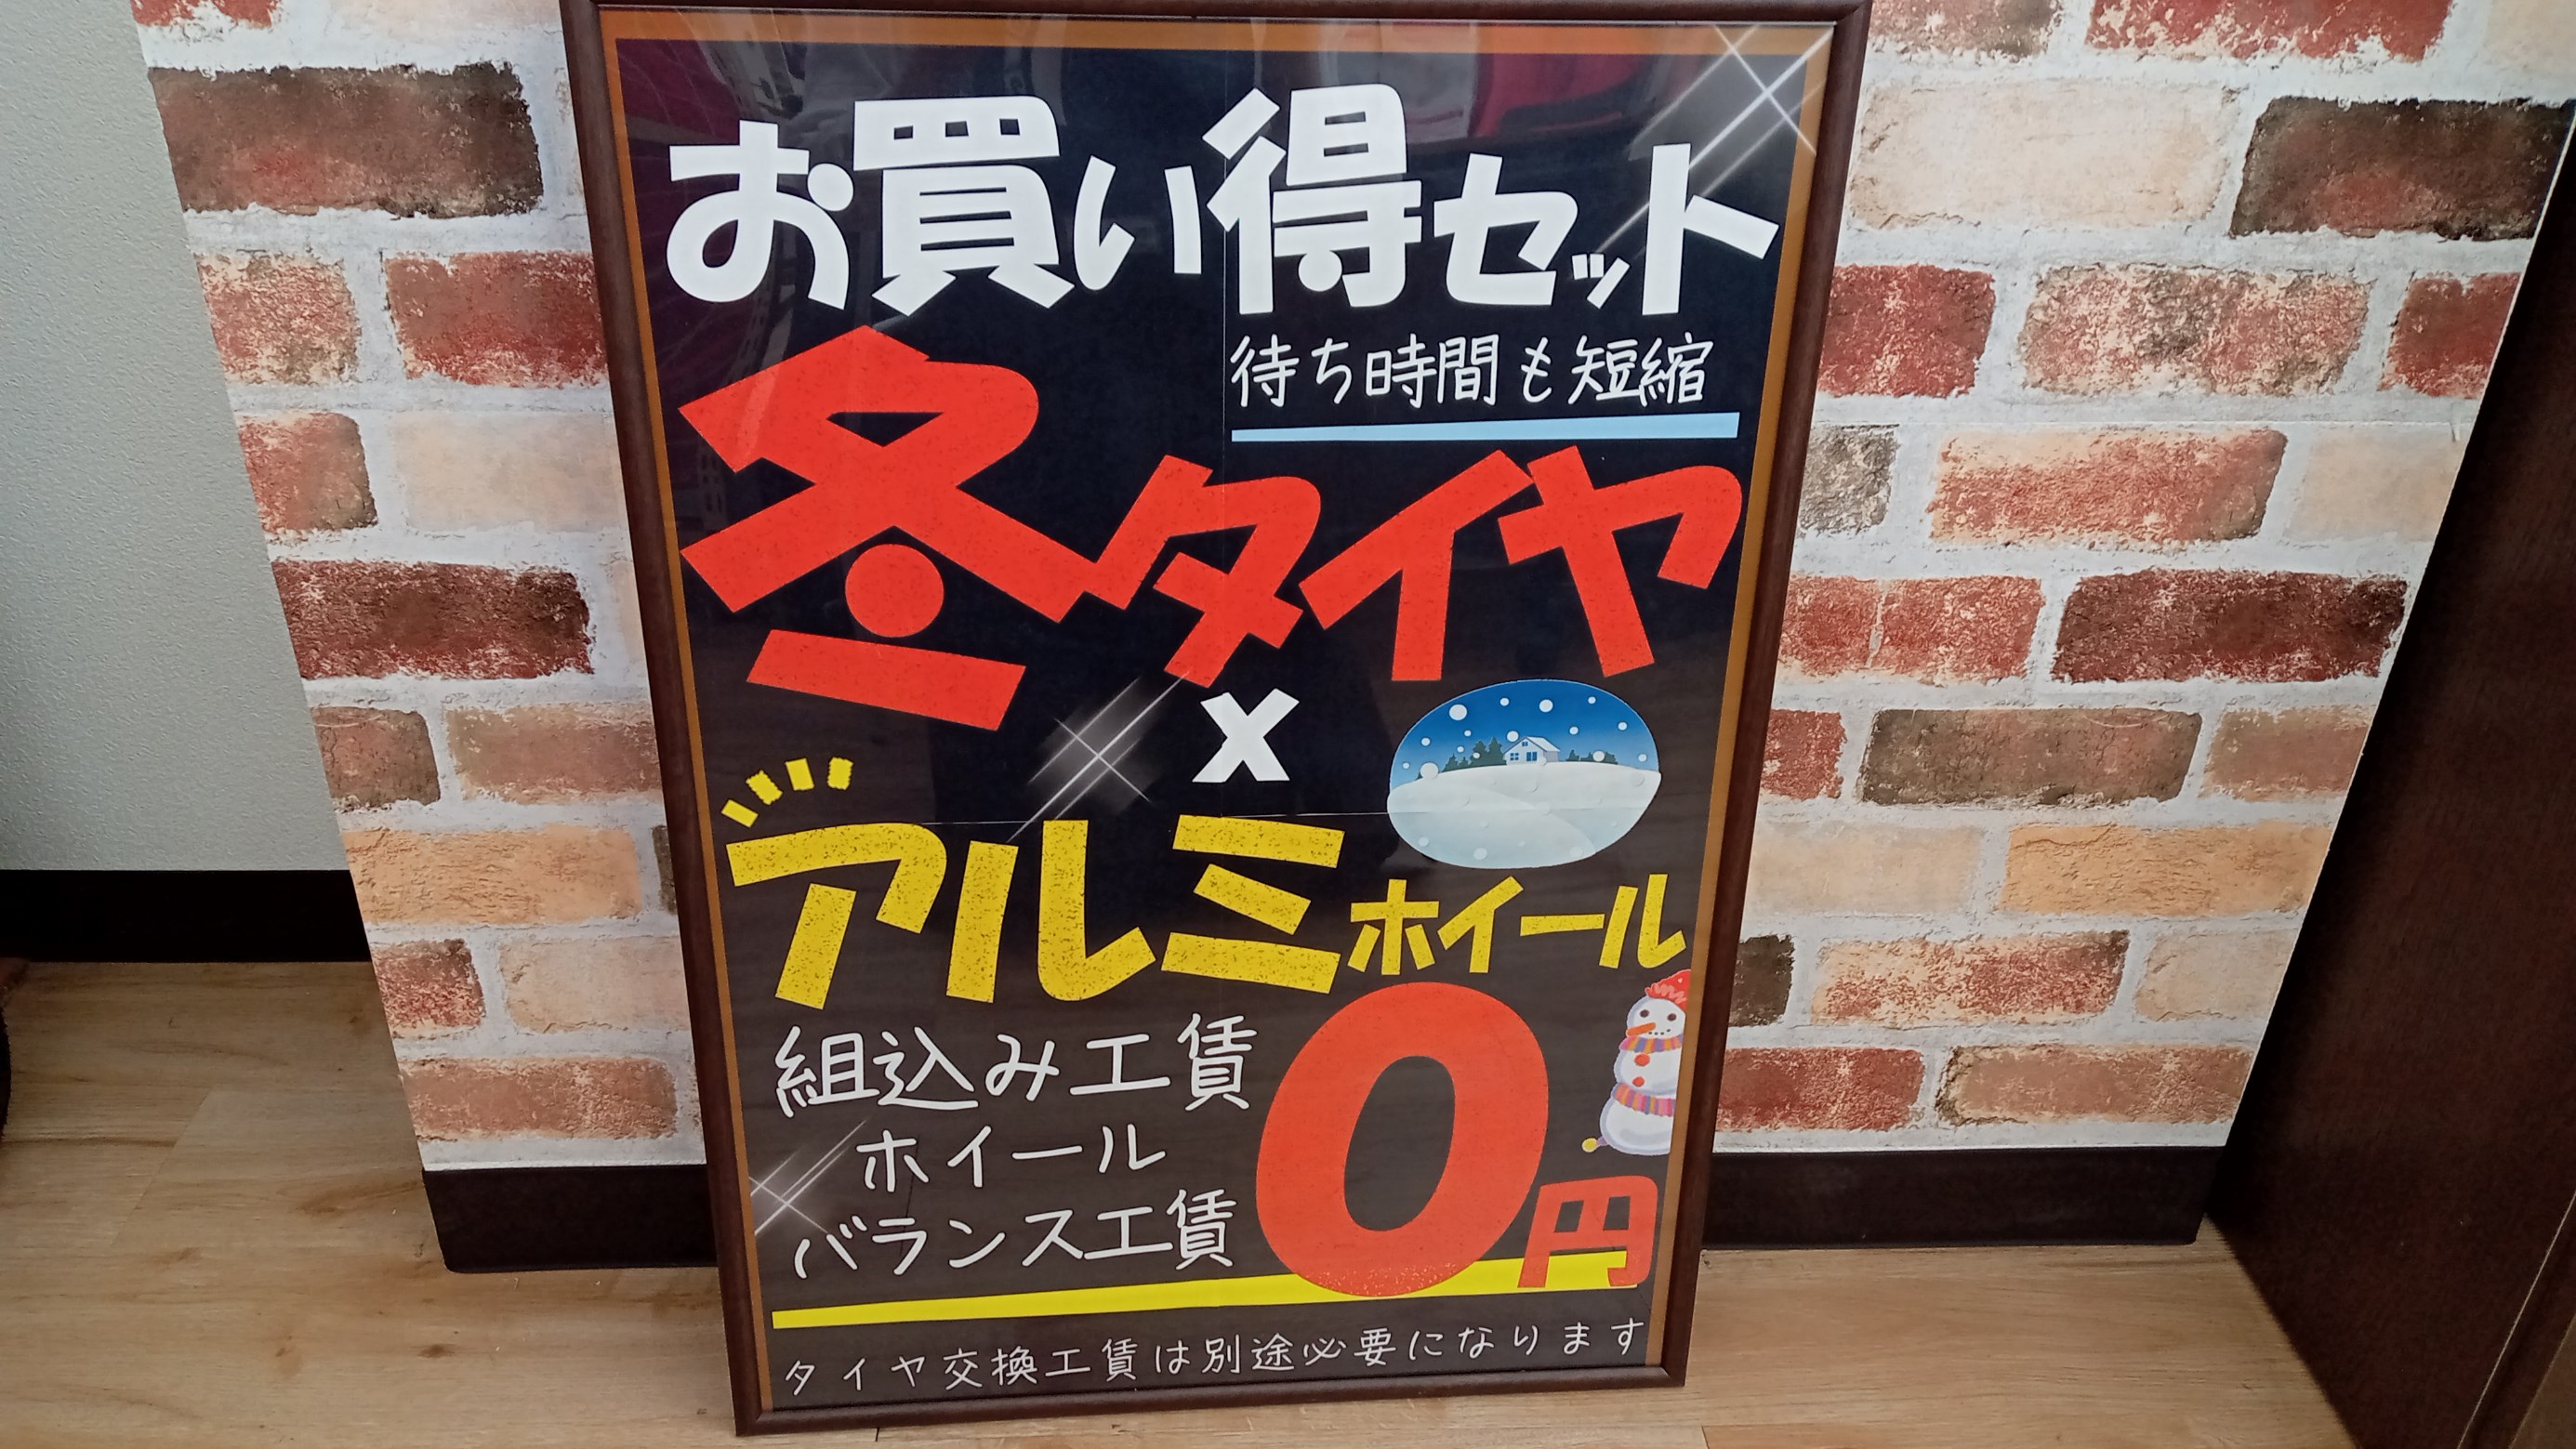 お買い得セット
待ち時間も短縮
冬タイヤ
x
アルミホイール
組込み工賃
ホイール
バランス工賃
0円
タイヤ交換工賃は別途必要になります